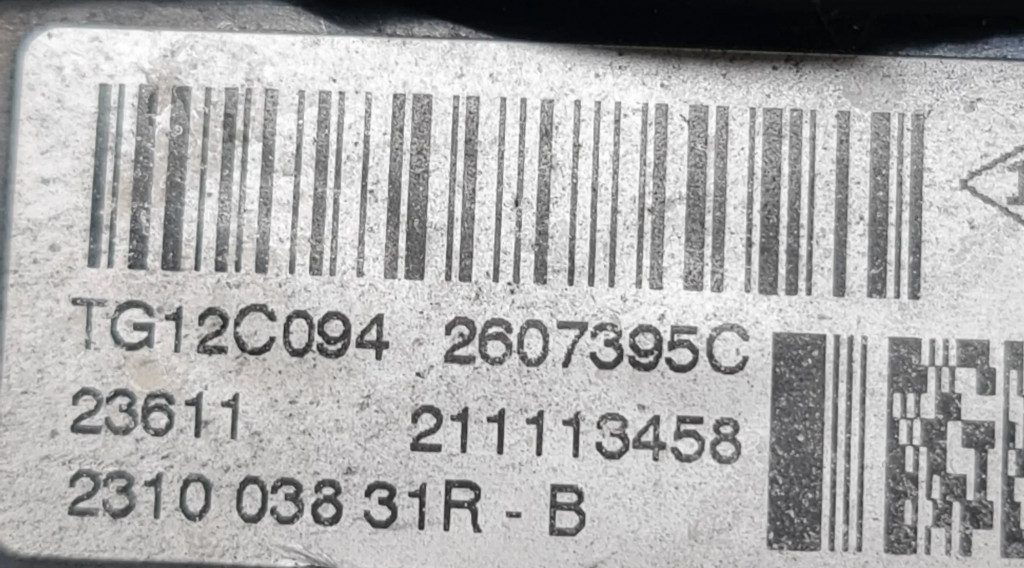 TG12C094 2607395C
23611 211113458
2310 038 31R - B